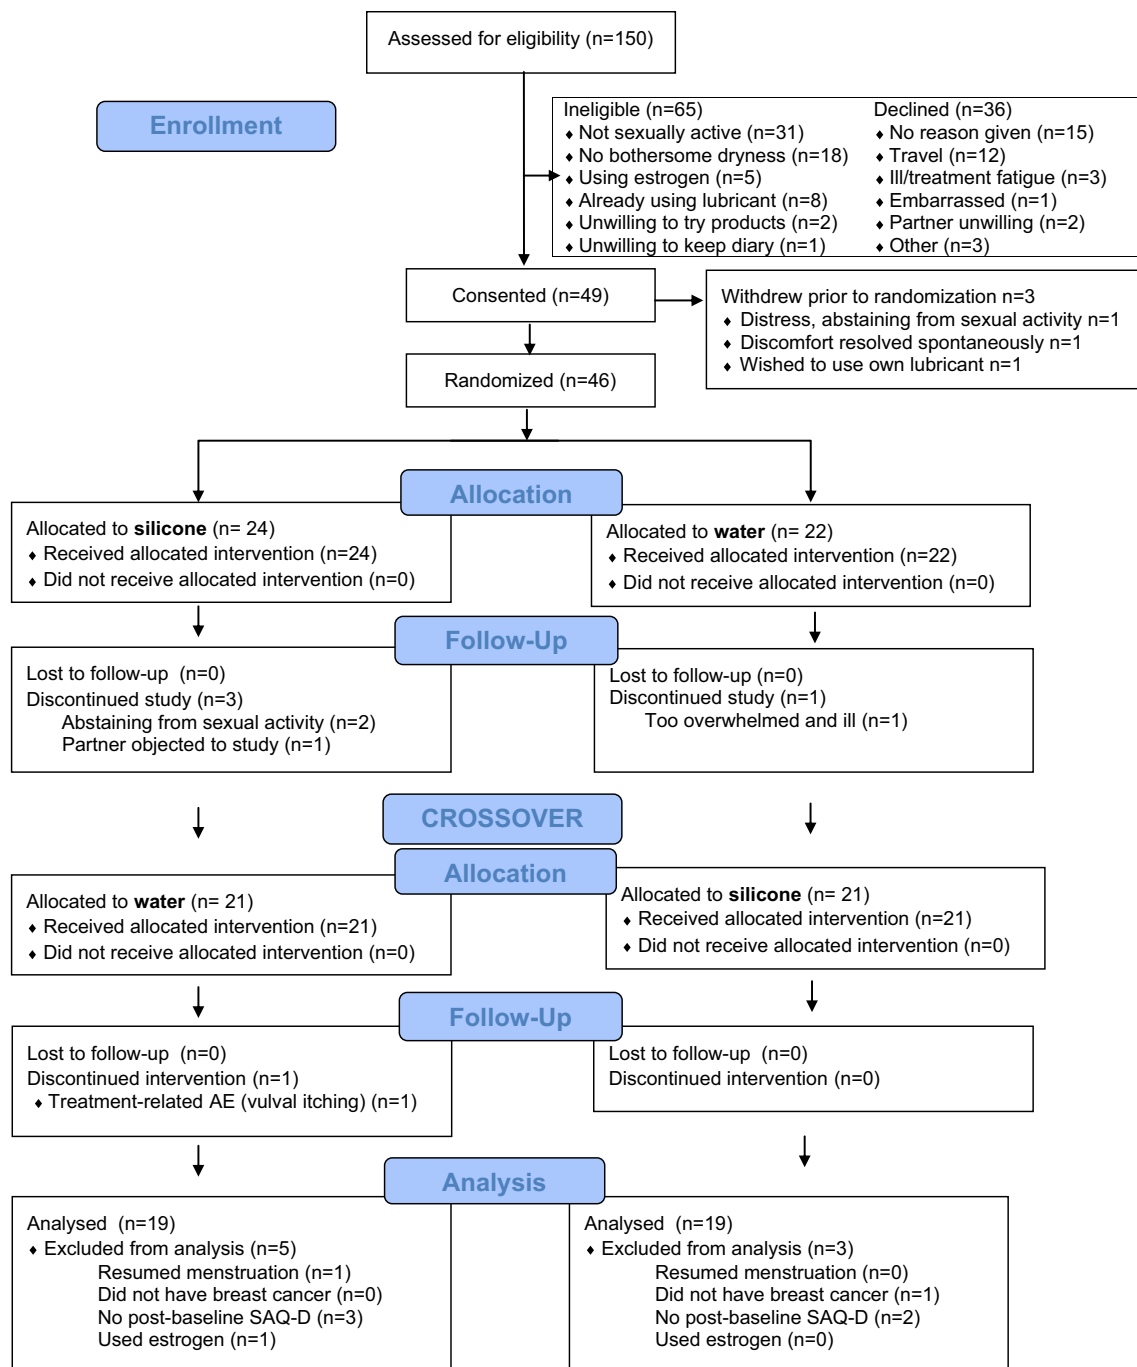 Assessed for eligibility (n=150)
Enrollment
Ineligible (n=65)
♦ Not sexually active (n=31)
♦ No bothersome dryness (n=18)
♦ Using estrogen (n=5)
♦ Already using lubricant (n=8)
♦ Unwilling to try products (n=2)
♦ Unwilling to keep diary (n=1)
Declined (n=36)
♦ No reason given (n=15)
♦ Travel (n=12)
♦ Ill/treatment fatigue (n=3)
♦ Embarrassed (n=1)
♦ Partner unwilling (n=2)
♦ Other (n=3)
Consented (n=49)
Withdrew prior to randomization n=3
♦ Distress, abstaining from sexual activity n=1
♦ Discomfort resolved spontaneously n=1
♦ Wished to use own lubricant n=1
Randomized (n=46)
Allocation
Allocated to silicone (n= 24)
♦ Received allocated intervention (n=24)
♦ Did not receive allocated intervention (n=0)
Allocated to water (n= 22)
♦ Received allocated intervention (n=22)
♦ Did not receive allocated intervention (n=0)
Follow-Up
Lost to follow-up (n=0)
Discontinued study (n=3)
Abstaining from sexual activity (n=2)
Partner objected to study (n=1)
Lost to follow-up (n=0)
Discontinued study (n=1)
Too overwhelmed and ill (n=1)
CROSSOVER
Allocation
Allocated to water (n= 21)
♦ Received allocated intervention (n=21)
♦ Did not receive allocated intervention (n=0)
Allocated to silicone (n= 21)
♦ Received allocated intervention (n=21)
♦ Did not receive allocated intervention (n=0)
Follow-Up
Lost to follow-up (n=0)
Discontinued intervention (n=1)
♦ Treatment-related AE (vulval itching) (n=1)
Lost to follow-up (n=0)
Discontinued intervention (n=0)
Analysis
Analysed (n=19)
♦ Excluded from analysis (n=5)
Resumed menstruation (n=1)
Did not have breast cancer (n=0)
No post-baseline SAQ-D (n=3)
Used estrogen (n=1)
Analysed (n=19)
♦ Excluded from analysis (n=3)
Resumed menstruation (n=0)
Did not have breast cancer (n=1)
No post-baseline SAQ-D (n=2)
Used estrogen (n=0)